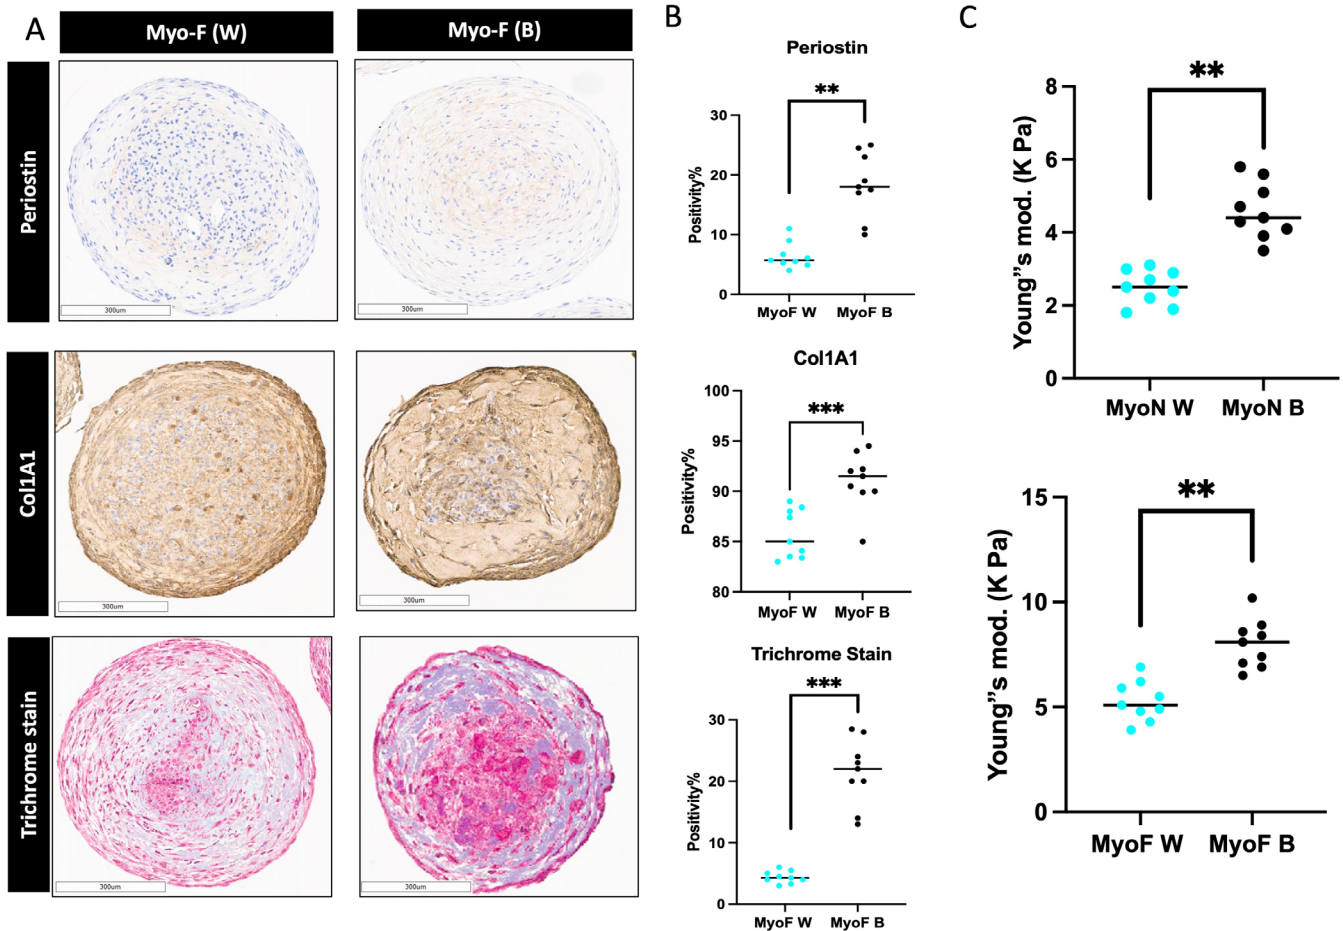 A
Myo-F (W)
Myo-F (B)
Periostin
300um
300um
Col1A1
300um
300um
Trichrome stain
300um
300um
B
Periostin
**
30
20
10
0
Positivity%
MyoF W
MyoF B
Col1A1
***
100
95
90
85
80
Positivity%
MyoF W
MyoF B
Trichrome Stain
***
30
20
10
0
Positivity%
MyoF W
MyoF B
C
**
8
6
4
2
0
Young”s mod. (K Pa)
MyoN W
MyoN B
**
15
10
5
0
Young”s mod. (K Pa)
MyoF W
MyoF B